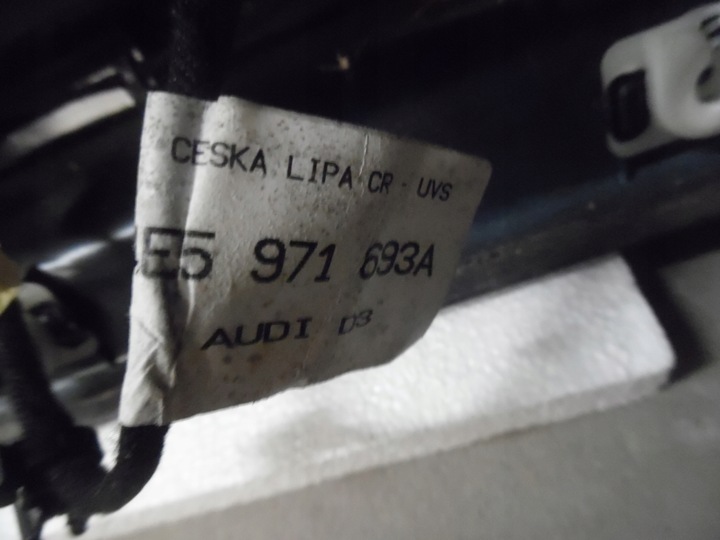 CESKA LIPA CR - UVS
E5 971 693A
AUDI D3